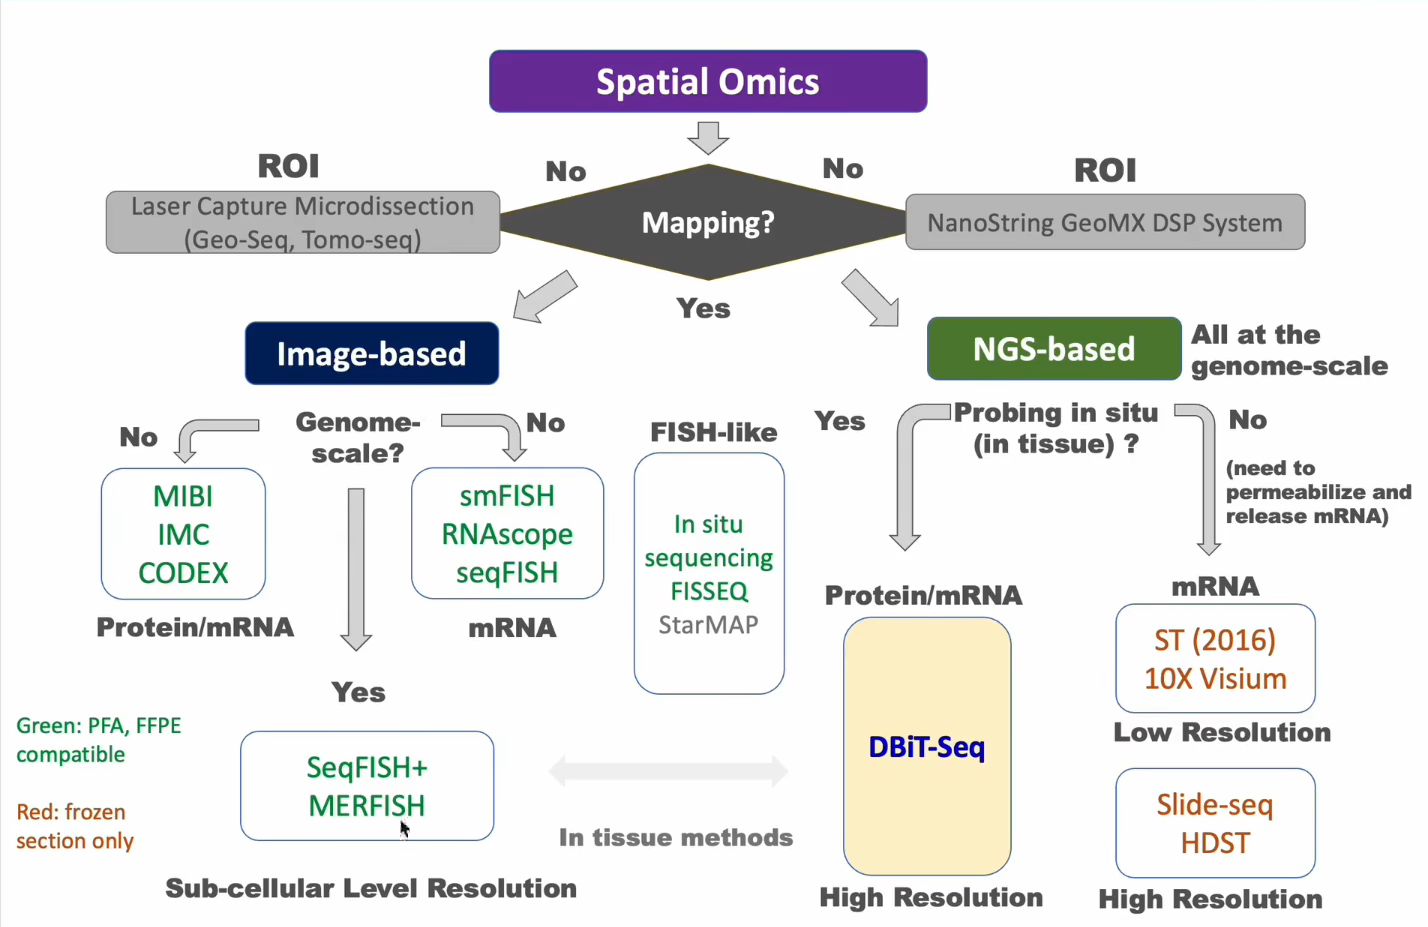 Spatial Omics
ROI
No
No
ROI
Laser Capture Microdissection
(Geo-Seq, Tomo-seq)
Mapping?
NanoString GeoMX DSP System
Yes
Image-based
NGS-based
All at the
genome-scale
No
Genome-
scale?
No
FISH-like
Yes
Probing in situ
(in tissue) ?
No
(need to
permeabilize and
release mRNA)
MIBI
IMC
CODEX
Protein/mRNA
smFISH
RNAscope
seqFISH
mRNA
In situ
sequencing
FISSEQ
StarMAP
Protein/mRNA
mRNA
ST (2016)
10X Visium
Low Resolution
Yes
Green: PFA, FFPE
compatible
Red: frozen
section only
SeqFISH+
MERFISH
Sub-cellular Level Resolution
In tissue methods
DBiT-Seq
High Resolution
Slide-seq
HDST
High Resolution